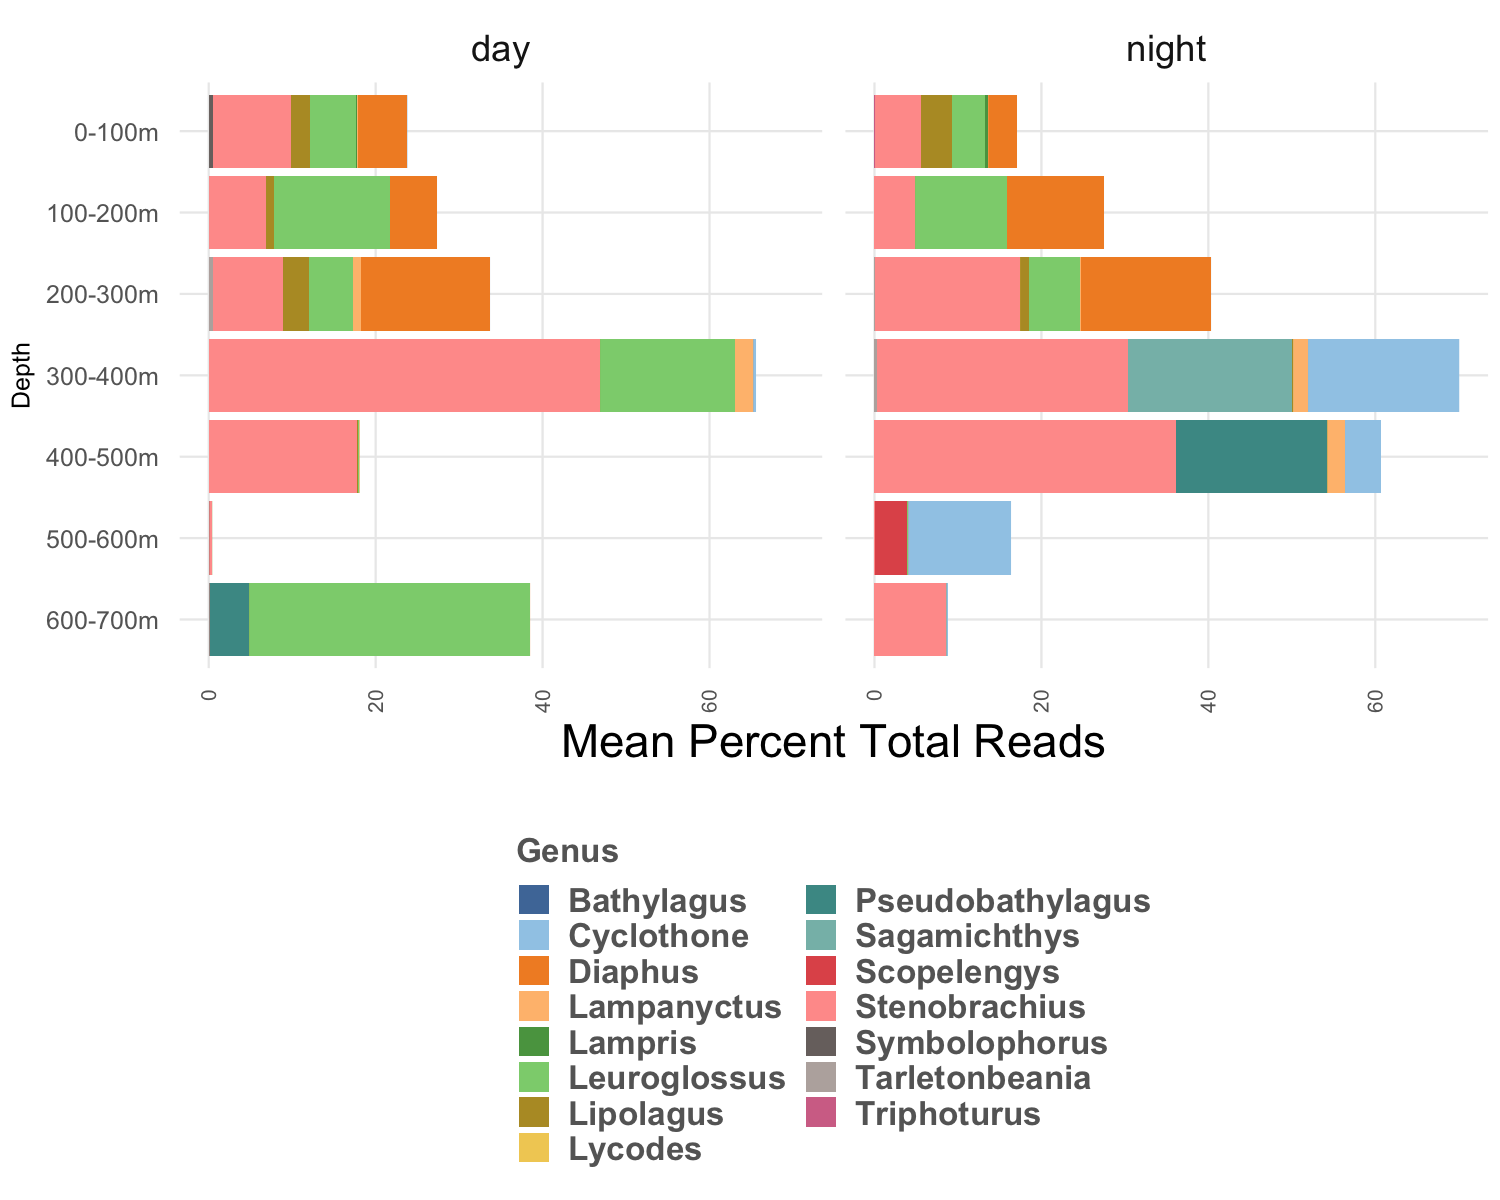 day night
0-100m
100-200m
200-300m
300-400m
400-500m
500-600m
600-700m
Depth
0 20 40 60 0 20 40 60
Mean Percent Total Reads
Genus
Bathylagus Pseudobathylagus
Cyclothone Sagamichthys
Diaphus Scopelengys
Lampanyctus Stenobrachius
Lampris Symbolophorus
Leuroglossus Tarletonbeania
Lipolagus Triphoturus
Lycodes